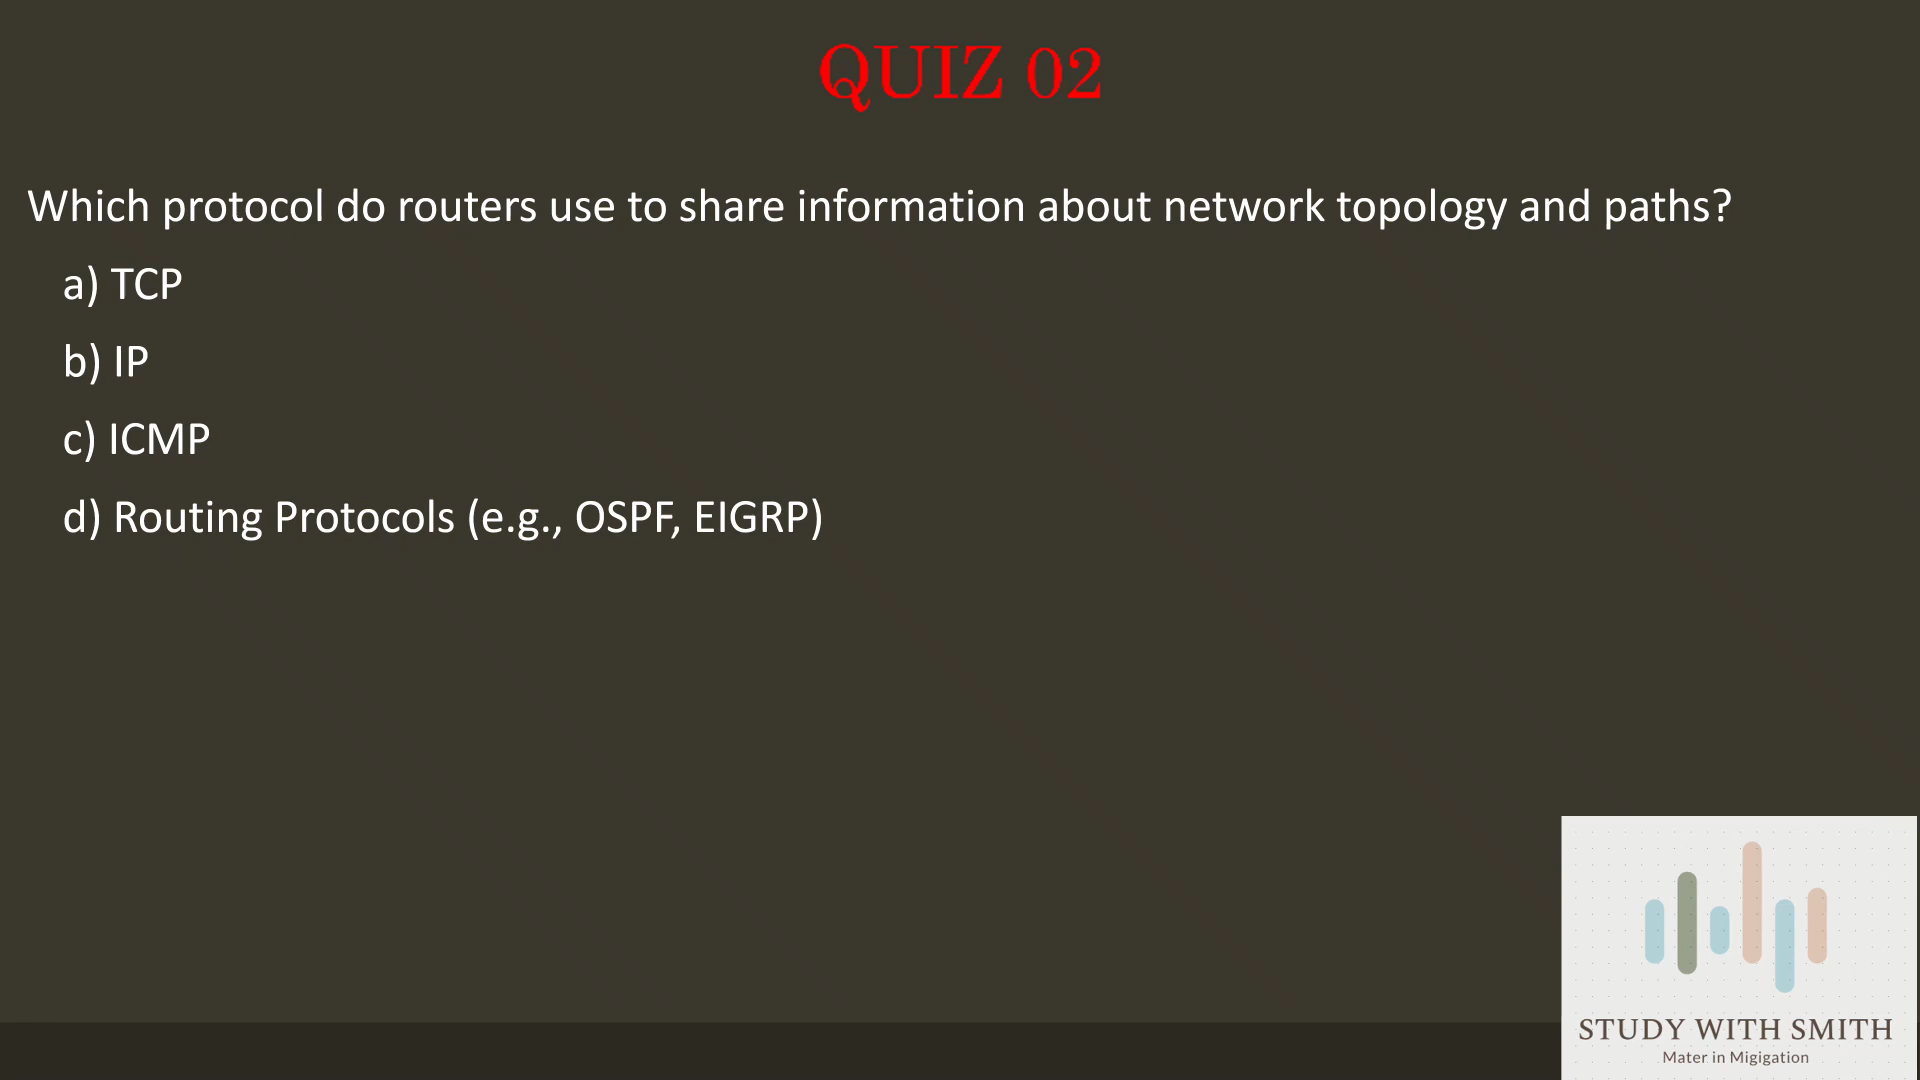 QUIZ 02
Which protocol do routers use to share information about network topology and paths?
a) TCP
b) IP
c) ICMP
d) Routing Protocols (e.g., OSPF, EIGRP)
STUDY WITH SMITH
Mater in Migigation